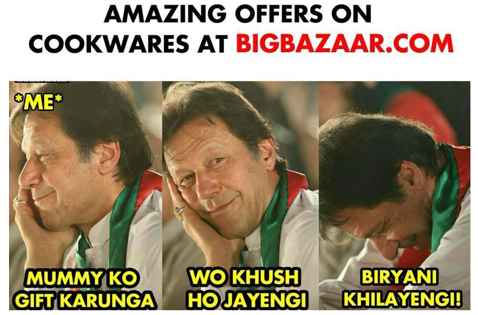 AMAZING OFFERS ON
COOKWARES AT BIGBAZAAR.COM
*ME*
MUMMY KO
GIFT KARUNGA
WO KHUSH
HO JAYENGI
BIRYANI
KHILAYENGI!